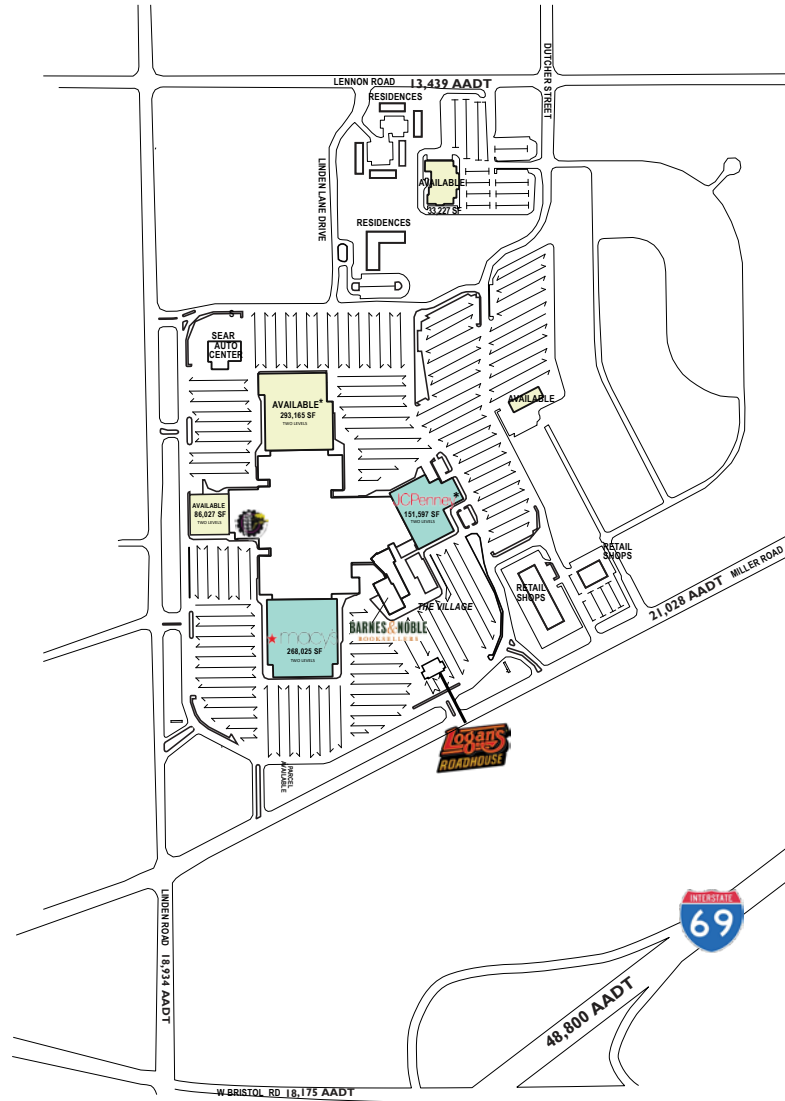 LENNON ROAD 13,439 AADT
DUTCHER STREET
RESIDENCES
LINDEN LANE DRIVE
AVAILABLE
33,227 SF
RESIDENCES
S
SEAR
AUTO
CENTER
AVAILABLE*
293,165 SF
TWO LEVELS
AVAILABLE
AVAILABLE
86,027 SF
TWO LEVELS
JCPenney*
151,597 SF
TWO LEVELS
RETAIL
SHOPS
RETAIL
SHOPS
21,028 AADT MILLER ROAD
THE VILLAGE
BARNES & NOBLE
BOOKSELLERS
macy's
268,025 SF
TWO LEVELS
Logan's
ROADHOUSE
PARCEL
AVAILABLE
LINDEN ROAD 18,934 AADT
INTERSTATE
69
48,800 AADT
W BRISTOL RD 18,175 AADT